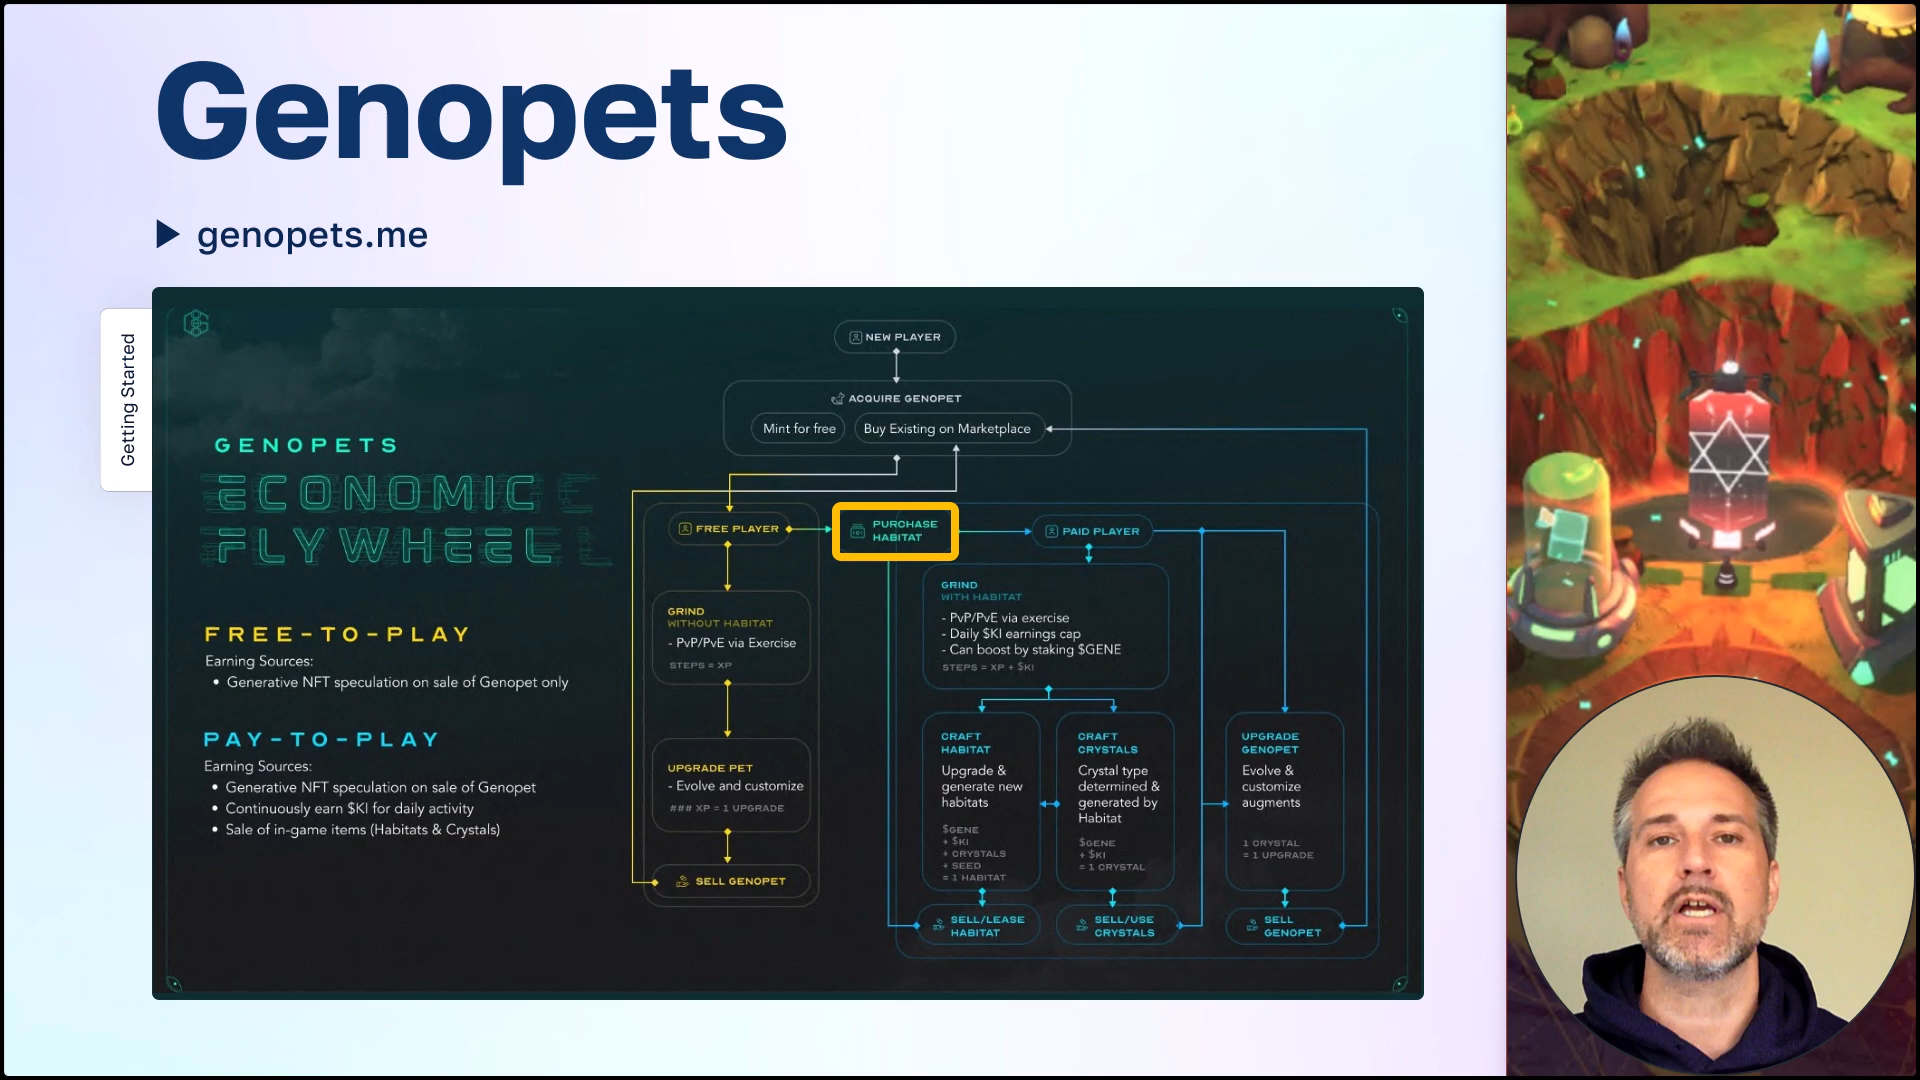 Genopets
genopets.me
Getting Started
GENOPETS
ECONOMIC
FLYWHEEL
FREE-TO-PLAY
Earning Sources:
• Generative NFT speculation on sale of Genopet only
PAY-TO-PLAY
Earning Sources:
• Generative NFT speculation on sale of Genopet
• Continuously earn $KI for daily activity
• Sale of in-game items (Habitats & Crystals)
NEW PLAYER
ACQUIRE GENOPET
Mint for free
Buy Existing on Marketplace
FREE PLAYER
PURCHASE
HABITAT
PAID PLAYER
GRIND
WITHOUT HABITAT
- PvP/PvE via Exercise
STEPS = XP
UPGRADE PET
- Evolve and customize
### XP = 1 UPGRADE
SELL GENOPET
GRIND
WITH HABITAT
- PvP/PvE via exercise
- Daily $KI earnings cap
- Can boost by staking $GENE
STEPS = XP + $KI
CRAFT
HABITAT
Upgrade &
generate new
habitats
$GENE
+ $KI
+ CRYSTALS
+ SEED
= 1 HABITAT
SELL/LEASE
HABITAT
CRAFT
CRYSTALS
Crystal type
determined &
generated by
Habitat
$GENE
+ $KI
= 1 CRYSTAL
SELL/USE
CRYSTALS
UPGRADE
GENOPET
Evolve &
customize
augments
1 CRYSTAL
= 1 UPGRADE
SELL
GENOPET